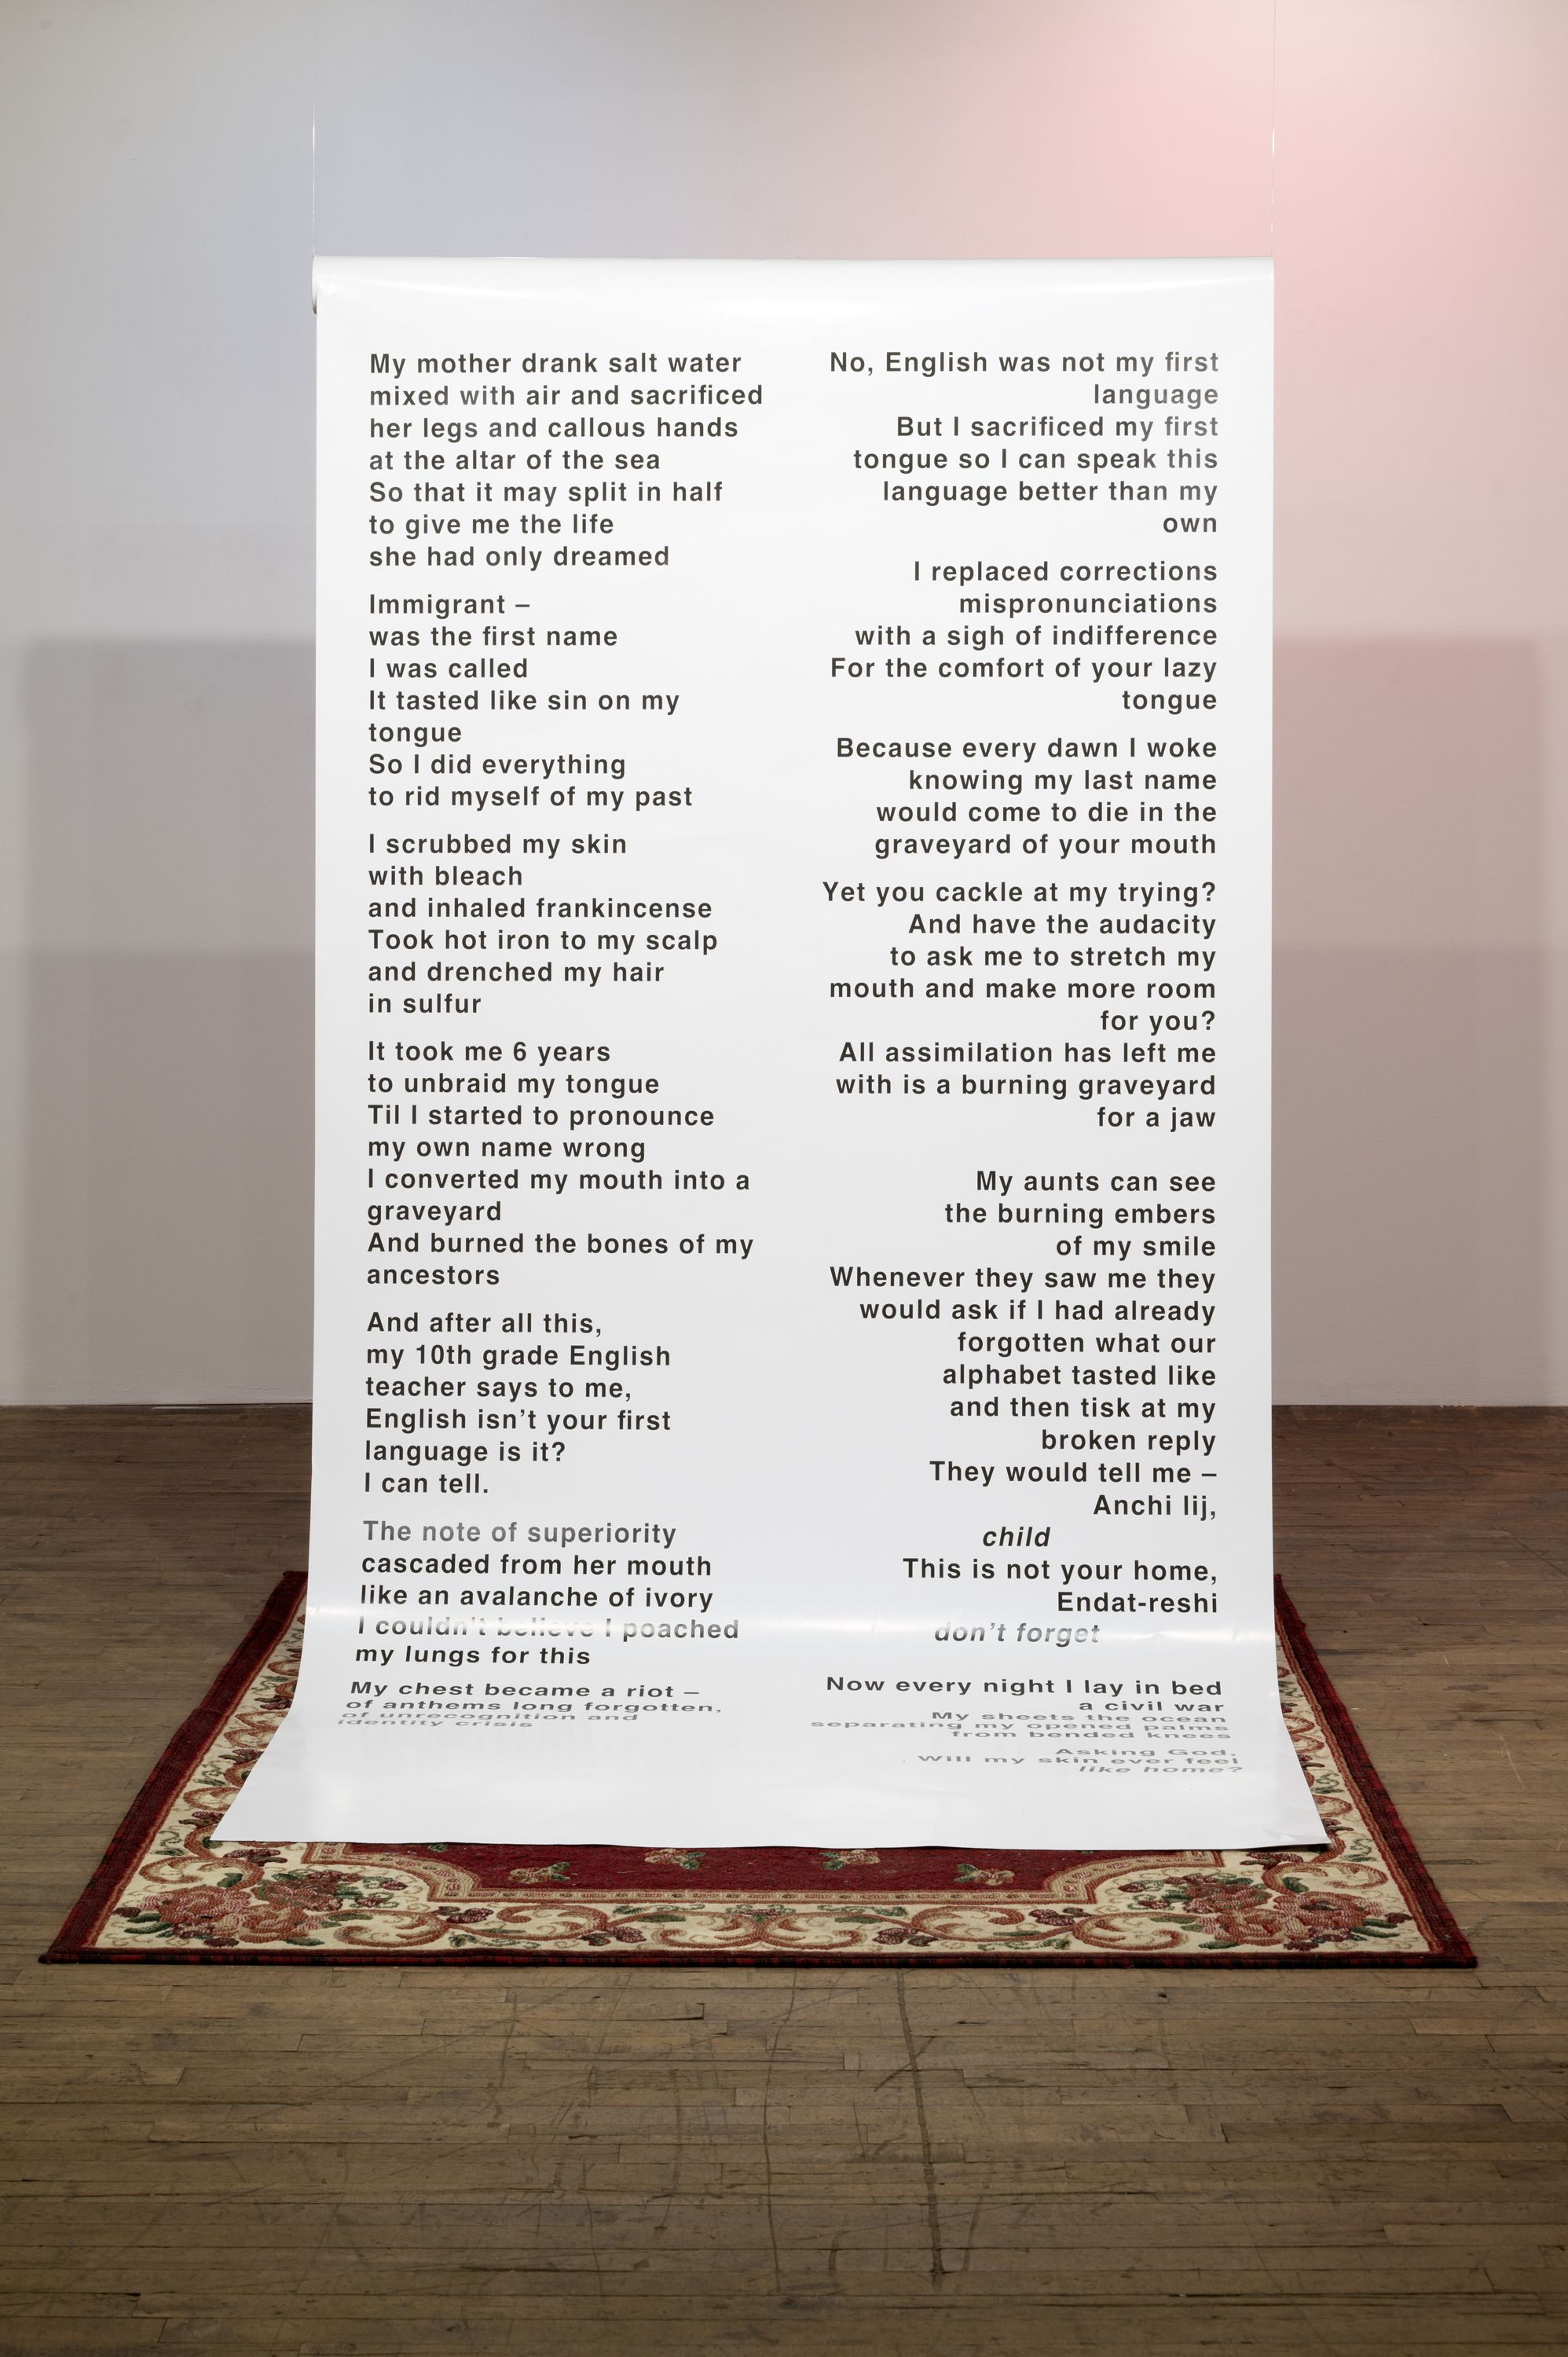 My mother drank salt water
mixed with air and sacrificed
her legs and callous hands
at the altar of the sea
So that it may split in half
to give me the life
she had only dreamed
Immigrant –
was the first name
I was called
It tasted like sin on my
tongue
So I did everything
to rid myself of my past
I scrubbed my skin
with bleach
and inhaled frankincense
Took hot iron to my scalp
and drenched my hair
in sulfur
It took me 6 years
to unbraid my tongue
Til I started to pronounce
my own name wrong
I converted my mouth into a
graveyard
And burned the bones of my
ancestors
And after all this,
my 10th grade English
teacher says to me,
English isn’t your first
language is it?
I can tell.
The note of superiority
cascaded from her mouth
like an avalanche of ivory
I couldn’t believe I poached
my lungs for this
My chest became a riot –
of anthems long forgotten,
of unrecognition and
identity crisis
No, English was not my first
language
But I sacrificed my first
tongue so I can speak this
language better than my
own
I replaced corrections
mispronunciations
with a sigh of indifference
For the comfort of your lazy
tongue
Because every dawn I woke
knowing my last name
would come to die in the
graveyard of your mouth
Yet you cackle at my trying?
And have the audacity
to ask me to stretch my
mouth and make more room
for you?
All assimilation has left me
with is a burning graveyard
for a jaw
My aunts can see
the burning embers
of my smile
Whenever they saw me they
would ask if I had already
forgotten what our
alphabet tasted like
and then tisk at my
broken reply
They would tell me –
Anchi lij,
child
This is not your home,
Endat-reshi
don’t forget
Now every night I lay in bed
a civil war
My sheets the ocean
separating my opened palms
from bended knees
Asking God,
Will my skin ever feel
like home?